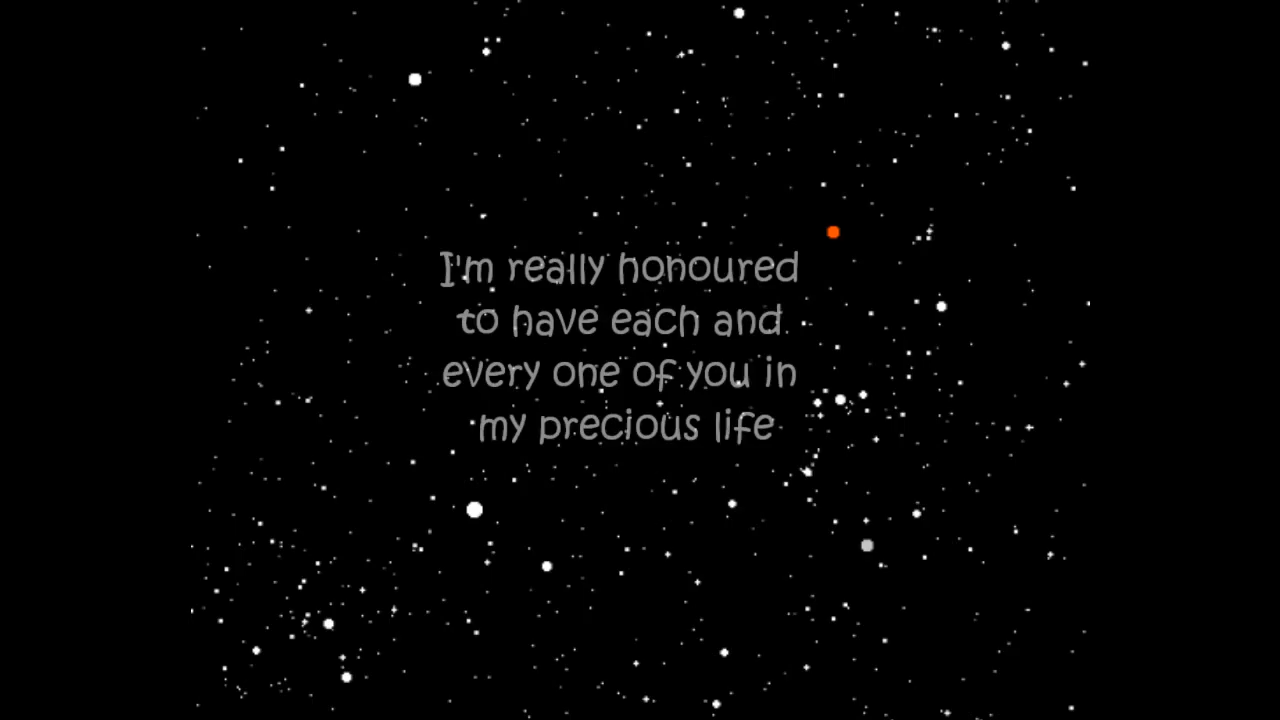 I'm really honoured
to have each and
every one of you in
my precious life